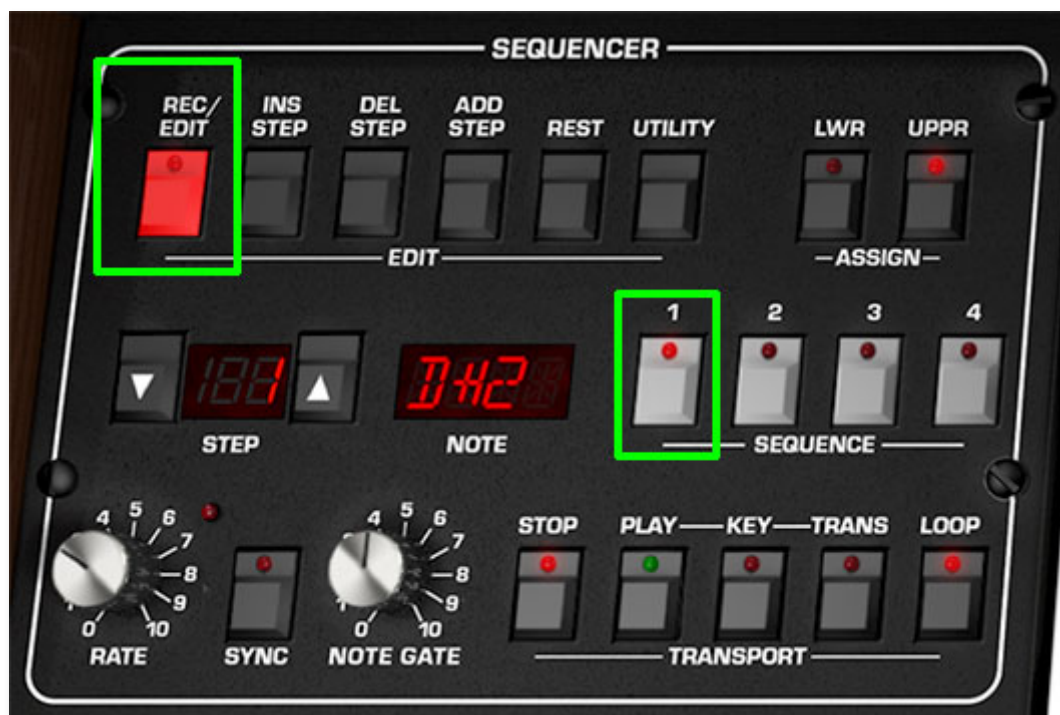 SEQUENCER
REC/ EDIT
INS STEP
DEL STEP
ADD STEP
REST
UTILITY
LWR
UPPR
EDIT
ASSIGN
1 2 3 4
1
STEP
D#2
NOTE
SEQUENCE
4 5 6 7 8 9 10 0
RATE
SYNC
4 5 6 7 8 9 10 0
NOTE GATE
STOP PLAY KEY TRANS LOOP
TRANSPORT